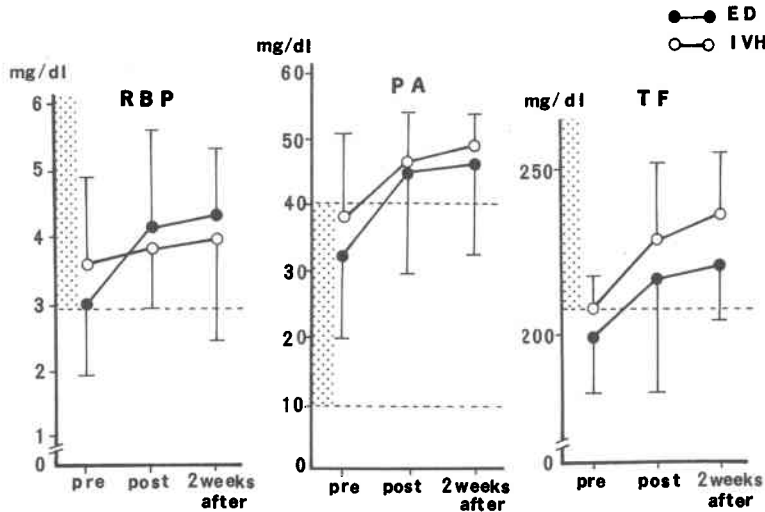 ED
IVH
mg/dl
RBP
6
5
4
3
2
1
0
pre post 2weeks
after
mg/dl
PA
60
50
40
30
20
10
0
pre post 2weeks
after
mg/dl
TF
250
200
0
pre post 2weeks
after